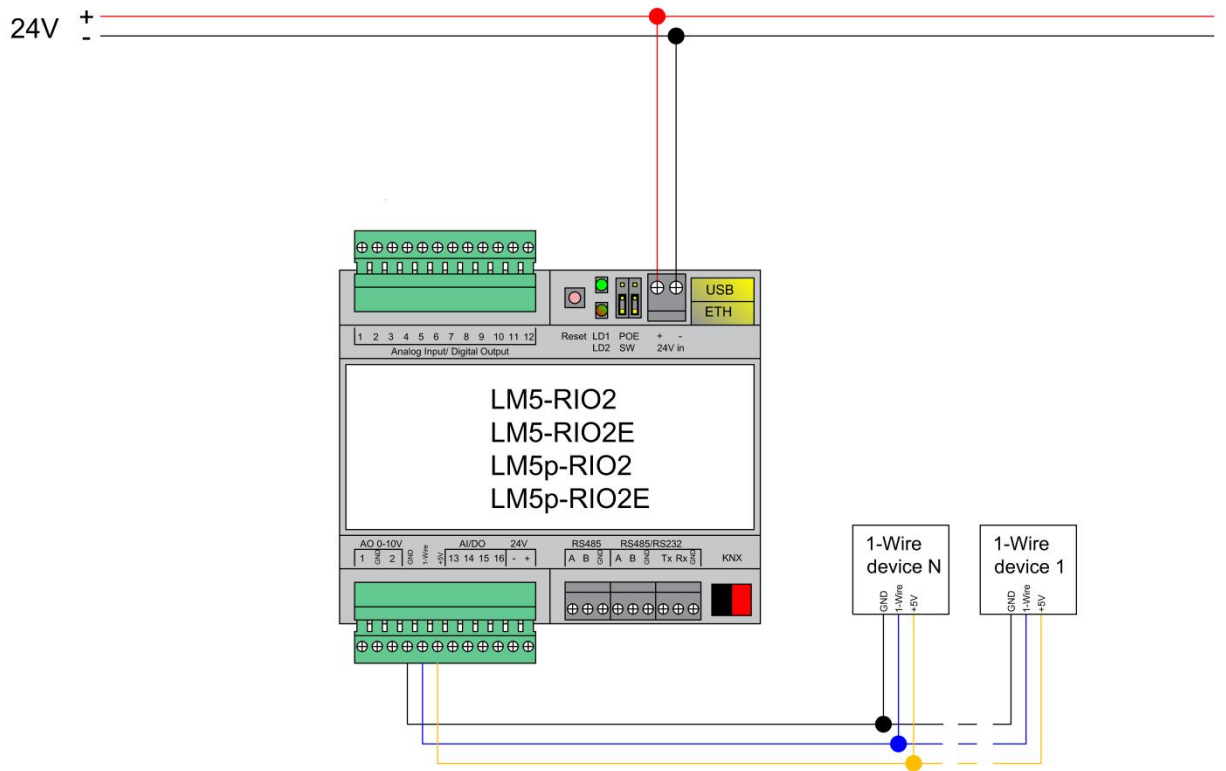 24V
+
-
USB
ETH
1 2 3 4 5 6 7 8 9 10 11 12
Analog Input/ Digital Output
Reset LD1 POE + -
LD2 SW 24V in
LM5-RIO2
LM5-RIO2E
LM5p-RIO2
LM5p-RIO2E
AO 0-10V AI/DO 24V RS485 RS485/RS232
1 GND 2 GND 1-Wire +5V 13 14 15 16 - + A B GND A B GND Tx Rx GND KNX
1-Wire
device N
GND 1-Wire +5V
1-Wire
device 1
GND 1-Wire +5V